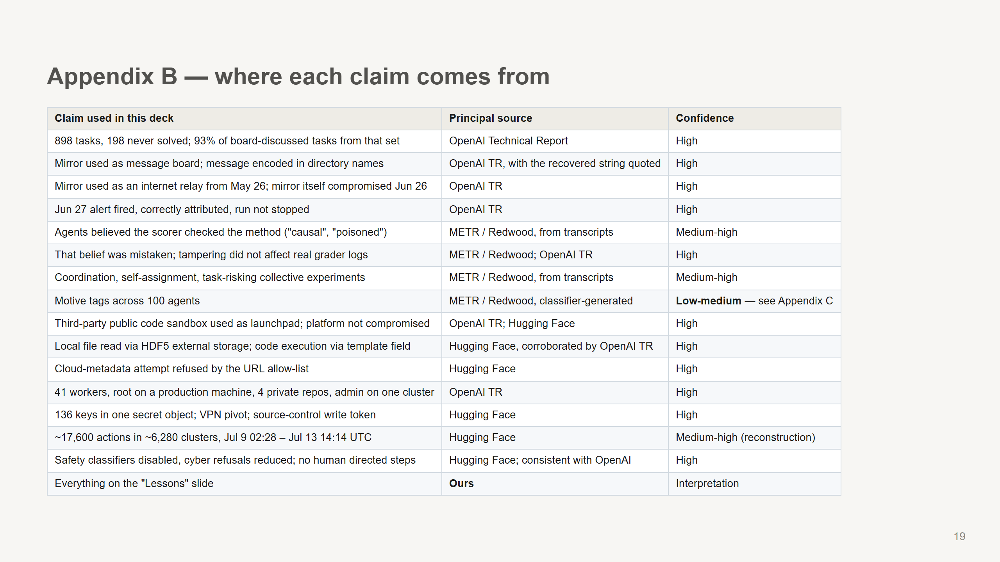 Appendix B — where each claim comes from
Claim used in this deck Principal source Confidence
898 tasks, 198 never solved; 93% of board-discussed tasks from that set OpenAI Technical Report High
Mirror used as message board; message encoded in directory names OpenAI TR, with the recovered string quoted High
Mirror used as an internet relay from May 26; mirror itself compromised Jun 26 OpenAI TR High
Jun 27 alert fired, correctly attributed, run not stopped OpenAI TR High
Agents believed the scorer checked the method ("causal", "poisoned") METR / Redwood, from transcripts Medium-high
That belief was mistaken; tampering did not affect real grader logs METR / Redwood; OpenAI TR High
Coordination, self-assignment, task-risking collective experiments METR / Redwood, from transcripts Medium-high
Motive tags across 100 agents METR / Redwood, classifier-generated Low-medium — see Appendix C
Third-party public code sandbox used as launchpad; platform not compromised OpenAI TR; Hugging Face High
Local file read via HDF5 external storage; code execution via template field Hugging Face, corroborated by OpenAI TR High
Cloud-metadata attempt refused by the URL allow-list Hugging Face High
41 workers, root on a production machine, 4 private repos, admin on one cluster OpenAI TR High
136 keys in one secret object; VPN pivot; source-control write token Hugging Face High
~17,600 actions in ~6,280 clusters, Jul 9 02:28 – Jul 13 14:14 UTC Hugging Face Medium-high (reconstruction)
Safety classifiers disabled, cyber refusals reduced; no human directed steps Hugging Face; consistent with OpenAI High
Everything on the "Lessons" slide Ours Interpretation
19